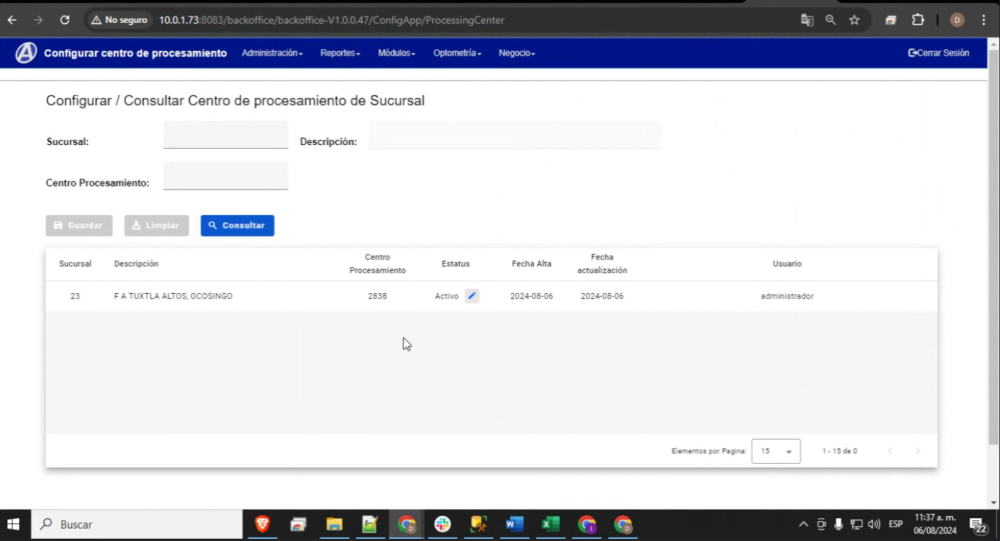 No seguro 10.0.1.73:8083/backoffice/backoffice-V1.0.0.47/ConfigApp/ProcessingCenter D
A Configurar centro de procesamiento Administración Reportes Módulos Optometría Negocio Cerrar Sesión
Configurar / Consultar Centro de procesamiento de Sucursal
Sucursal: Descripción:
Centro Procesamiento:
Guardar Limpiar Consultar
Sucursal Descripción Centro Procesamiento Estatus Fecha Alta Fecha actualización Usuario
23 F A TUXTLA ALTOS, OCOSINGO 2838 Activo 2024-08-06 2024-08-06 administrador
Elementos por Pagina: 15 1 - 15 de 0
Buscar ESP 11:37 a. m.
06/08/2024 22